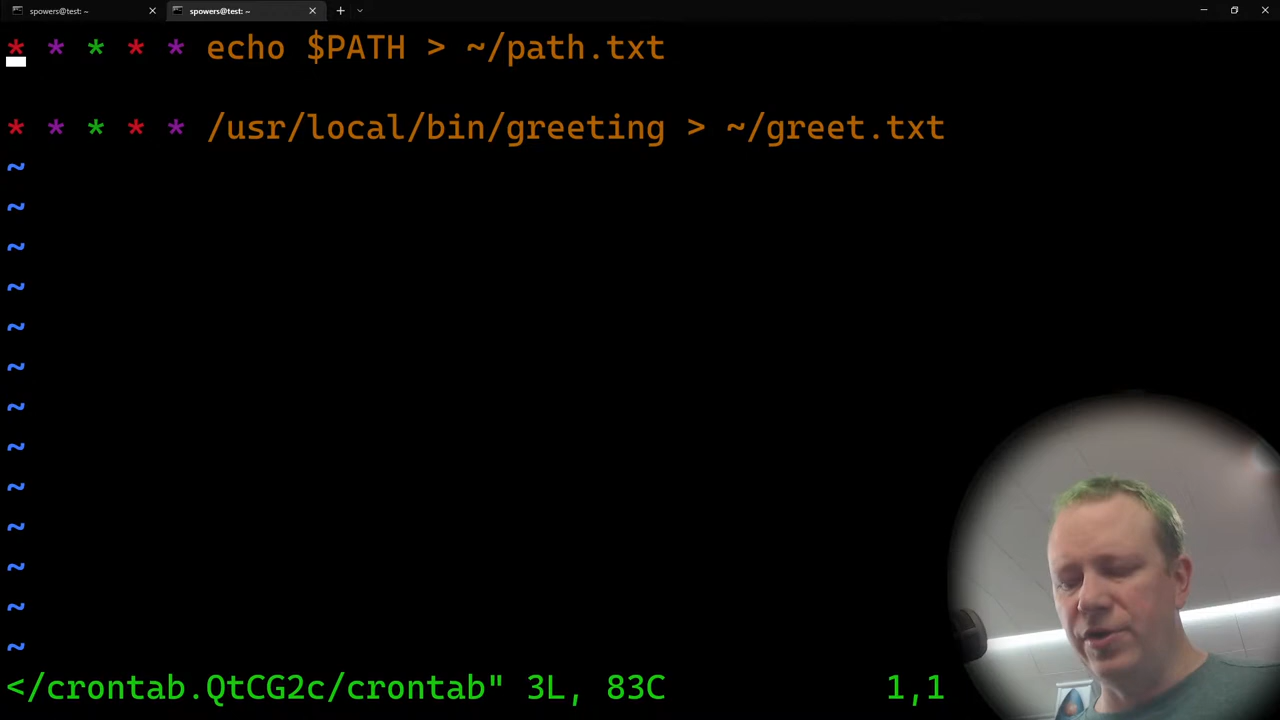 spowers@test: ~
spowers@test: ~
* * * * * echo $PATH > ~/path.txt
* * * * * /usr/local/bin/greeting > ~/greet.txt
~
~
~
~
~
~
~
~
~
~
~
~
~
</crontab.QtCG2c/crontab" 3L, 83C 1,1